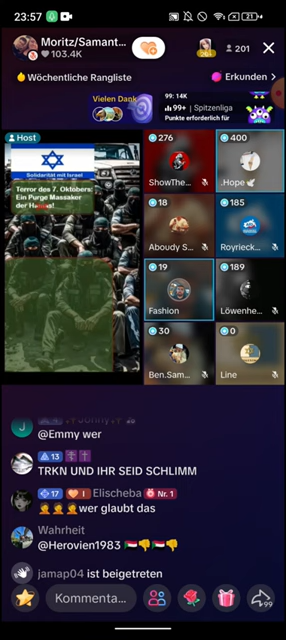 23:57
21
Moritz/Samant...
103.4K
201
Wöchentliche Rangliste
Erkunden
Vielen Dank
99: 14K
99+ | Spitzenliga
Punkte erforderlich für
Host
Solidarität mit Israel
Terror des 7. Oktobers:
Ein Purge Massaker
der Hamas!
276
ShowThe...
400
.Hope 🕊
18
Aboudy S...
185
Royrieck...
19
Fashion
189
Löwenhe...
30
Ben.Sam...
0
Line
Jonny
@Emmy wer
13
TRKN UND IHR SEID SCHLIMM
17 I Elischeba Nr. 1
🤦🤦🤦wer glaubt das
Wahrheit
@Herovien1983 🇵🇸👎🇵🇸👎
jamap04 ist beigetreten
Kommenta...
99